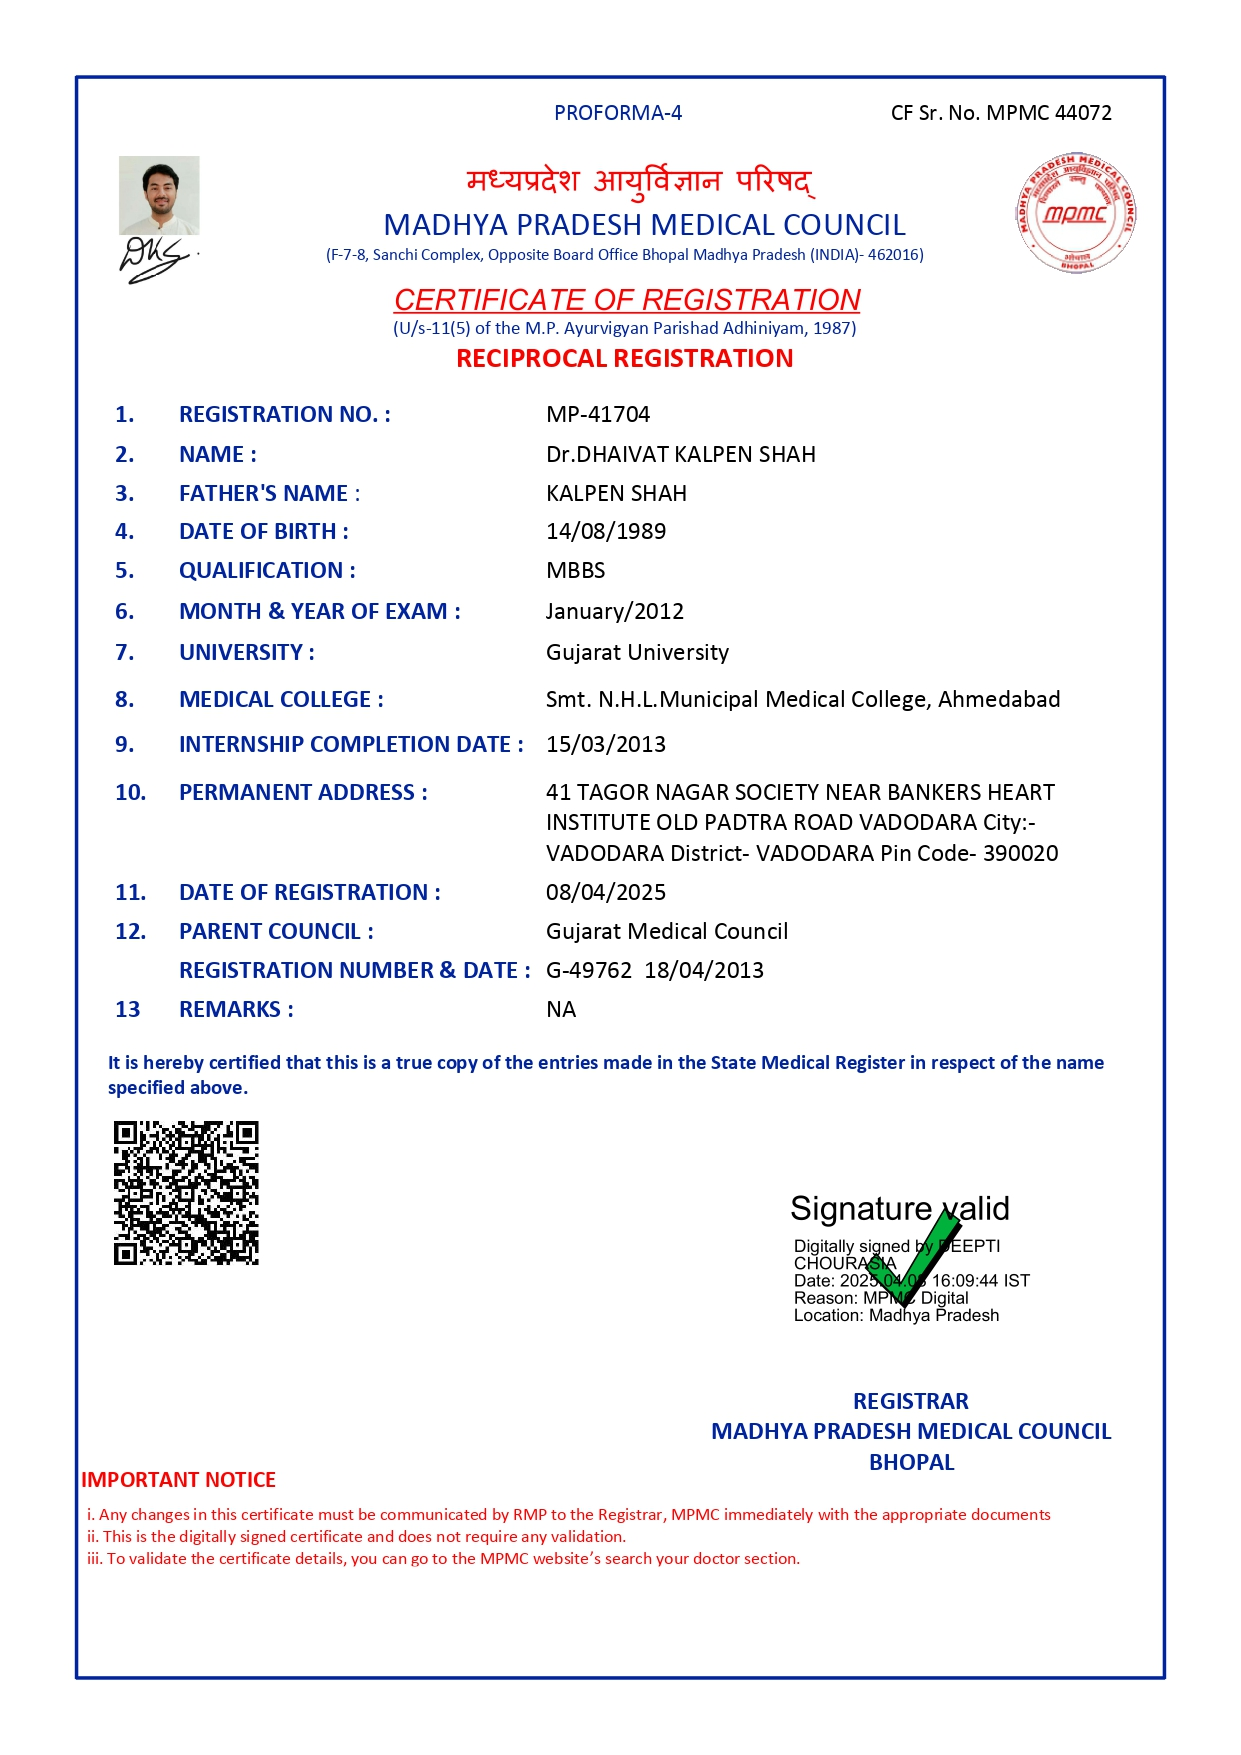 PROFORMA-4 CF Sr. No. MPMC 44072
मध्यप्रदेश आयुर्विज्ञान परिषद्
MADHYA PRADESH MEDICAL COUNCIL
(F-7-8, Sanchi Complex, Opposite Board Office Bhopal Madhya Pradesh (INDIA)- 462016)
MADHYA PRADESH MEDICAL COUNCIL
मध्यप्रदेश आयुर्विज्ञान परिषद्
mpmc
भोपाल
BHOPAL
DKS
CERTIFICATE OF REGISTRATION
(U/s-11(5) of the M.P. Ayurvigyan Parishad Adhiniyam, 1987)
RECIPROCAL REGISTRATION
1. REGISTRATION NO. : MP-41704
2. NAME : Dr.DHAIVAT KALPEN SHAH
3. FATHER'S NAME : KALPEN SHAH
4. DATE OF BIRTH : 14/08/1989
5. QUALIFICATION : MBBS
6. MONTH & YEAR OF EXAM : January/2012
7. UNIVERSITY : Gujarat University
8. MEDICAL COLLEGE : Smt. N.H.L.Municipal Medical College, Ahmedabad
9. INTERNSHIP COMPLETION DATE : 15/03/2013
10. PERMANENT ADDRESS : 41 TAGOR NAGAR SOCIETY NEAR BANKERS HEART
INSTITUTE OLD PADTRA ROAD VADODARA City:-
VADODARA District- VADODARA Pin Code- 390020
11. DATE OF REGISTRATION : 08/04/2025
12. PARENT COUNCIL : Gujarat Medical Council
REGISTRATION NUMBER & DATE : G-49762 18/04/2013
13 REMARKS : NA
It is hereby certified that this is a true copy of the entries made in the State Medical Register in respect of the name
specified above.
Signature valid
Digitally signed by DEEPTI
CHOURASIA
Date: 2025.04.08 16:09:44 IST
Reason: MPMC Digital
Location: Madhya Pradesh
REGISTRAR
MADHYA PRADESH MEDICAL COUNCIL
BHOPAL
IMPORTANT NOTICE
i. Any changes in this certificate must be communicated by RMP to the Registrar, MPMC immediately with the appropriate documents
ii. This is the digitally signed certificate and does not require any validation.
iii. To validate the certificate details, you can go to the MPMC website’s search your doctor section.